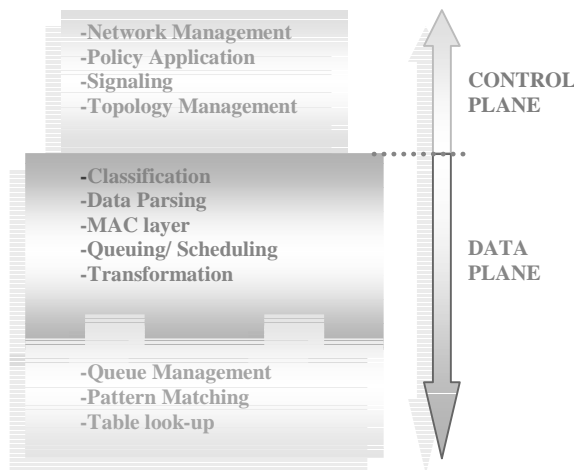 -Network Management
-Policy Application
-Signaling
-Topology Management
CONTROL
PLANE
-Classification
-Data Parsing
-MAC layer
-Queuing/ Scheduling
-Transformation
DATA
PLANE
-Queue Management
-Pattern Matching
-Table look-up